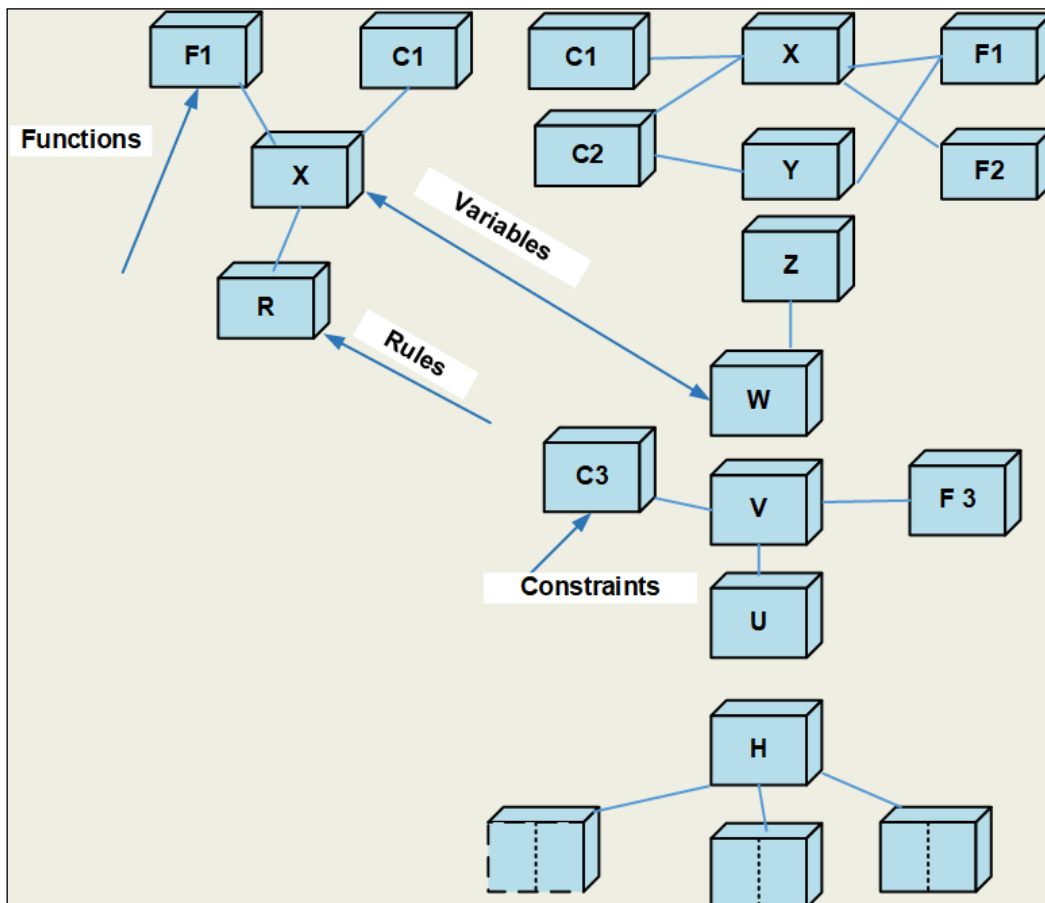 F1
C1
C1
X
F1
Functions
X
C2
Y
F2
Variables
Z
R
Rules
W
C3
V
F 3
Constraints
U
H